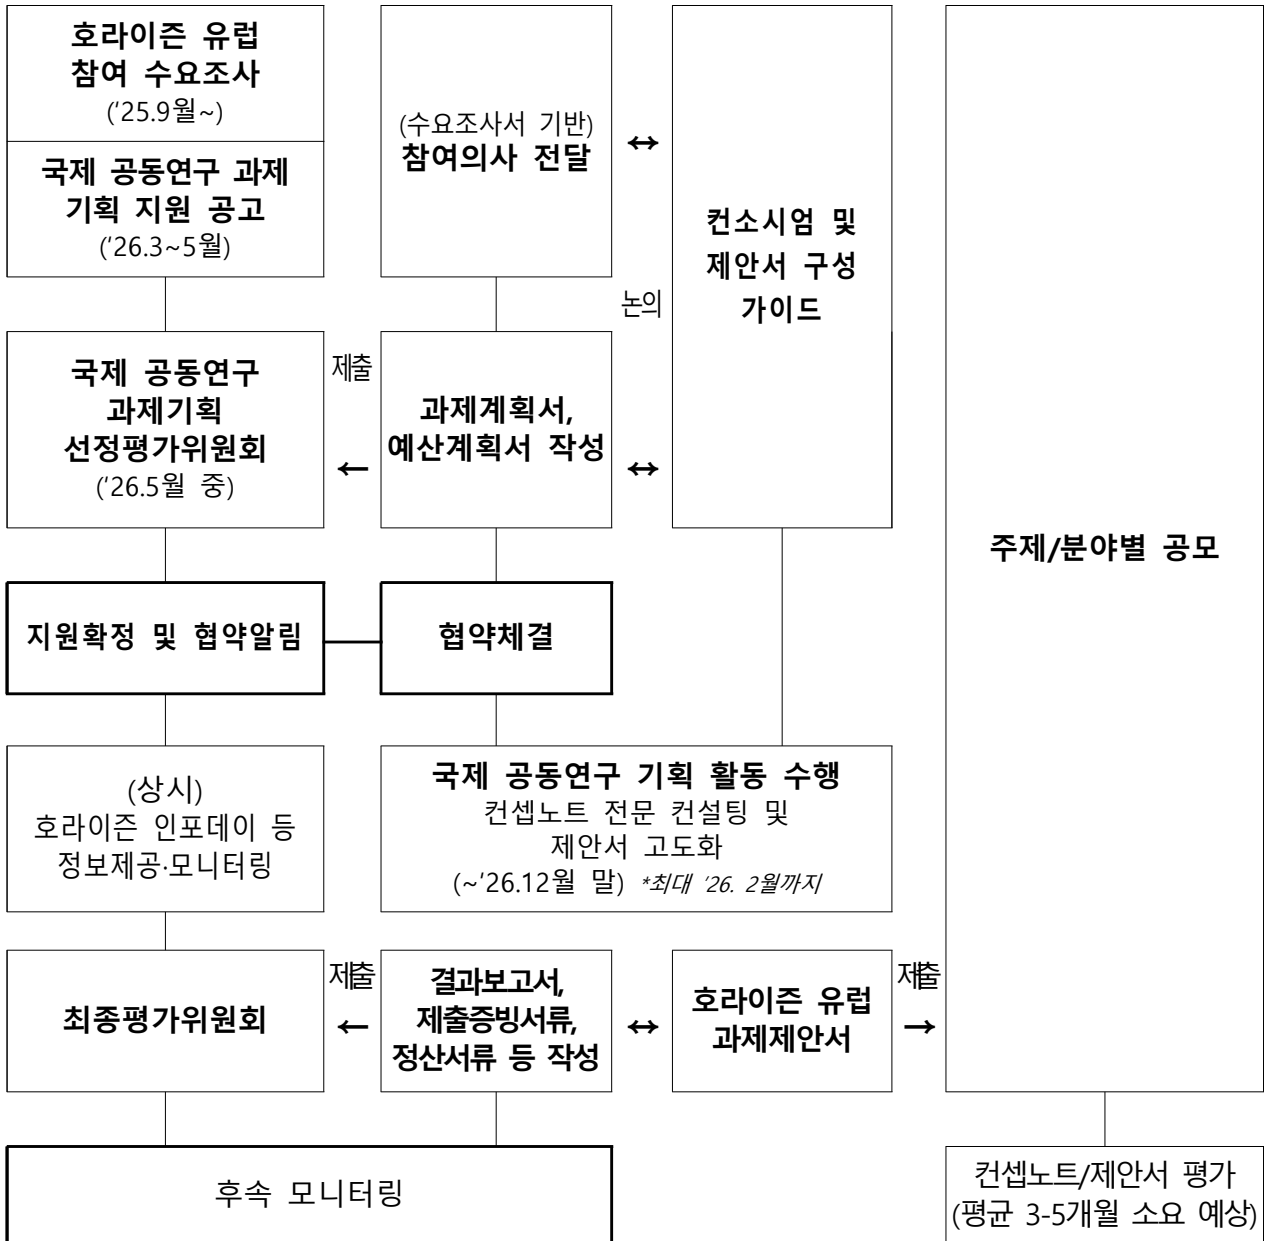 호라이즌 유럽
참여 수요조사
('25.9월~)
국제 공동연구 과제
기획 지원 공고
('26.3~5월)
(수요조사서 기반)
참여의사 전달
↔
컨소시엄 및
제안서 구성
가이드
논의
국제 공동연구
과제기획
선정평가위원회
('26.5월 중)
제출
←
과제계획서,
예산계획서 작성
↔
주제/분야별 공모
지원확정 및 협약알림
협약체결
(상시)
호라이즌 인포데이 등
정보제공·모니터링
국제 공동연구 기획 활동 수행
컨셉노트 전문 컨설팅 및
제안서 고도화
(~'26.12월 말) *최대 '26. 2월까지
최종평가위원회
제출
←
결과보고서,
제출증빙서류,
정산서류 등 작성
↔
호라이즌 유럽
과제제안서
제출
→
후속 모니터링
컨셉노트/제안서 평가
(평균 3-5개월 소요 예상)